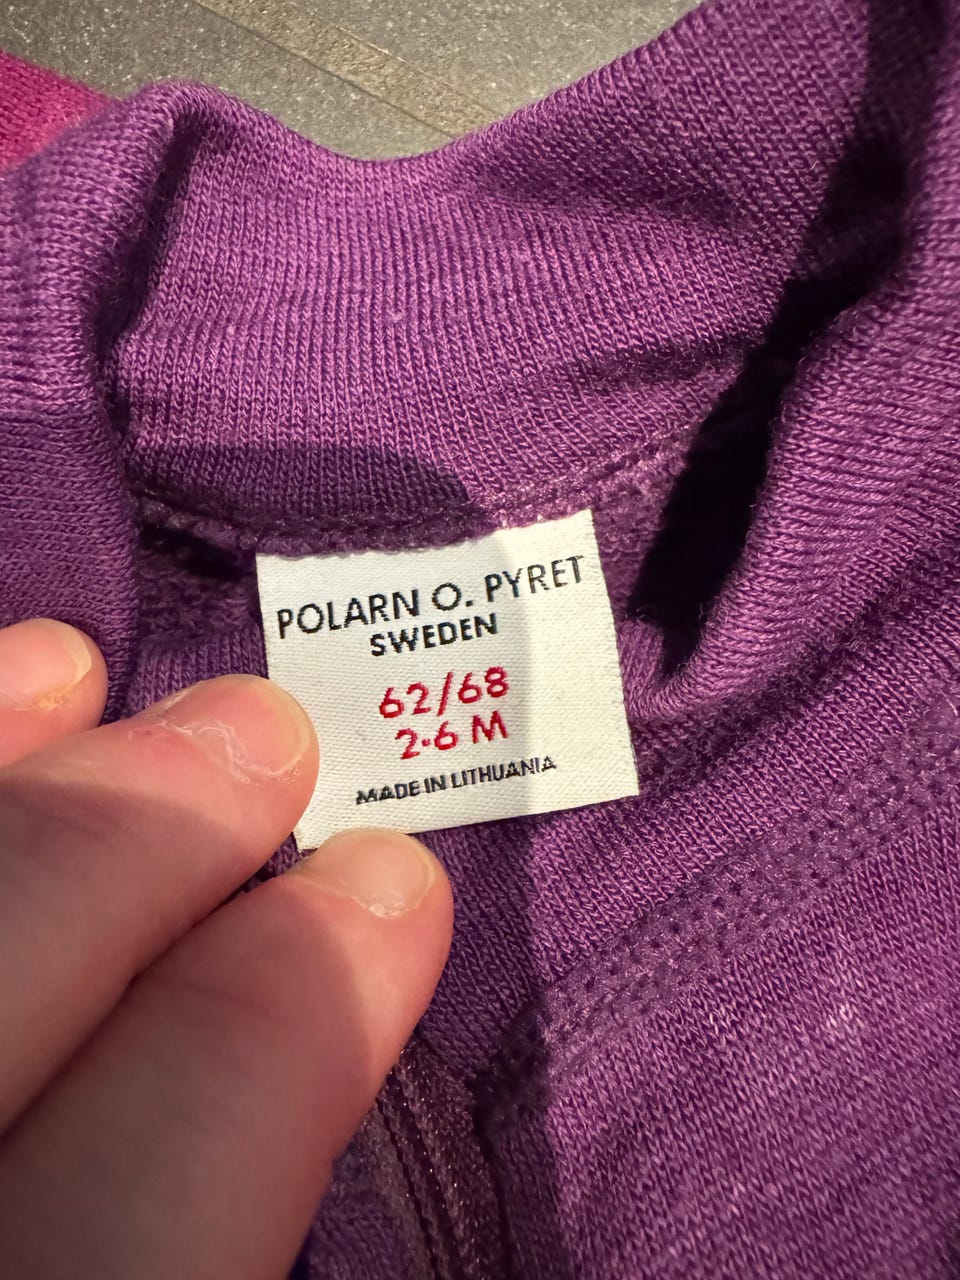 POLARN O. PYRET
SWEDEN
62/68
2-6 M
MADE IN LITHUANIA